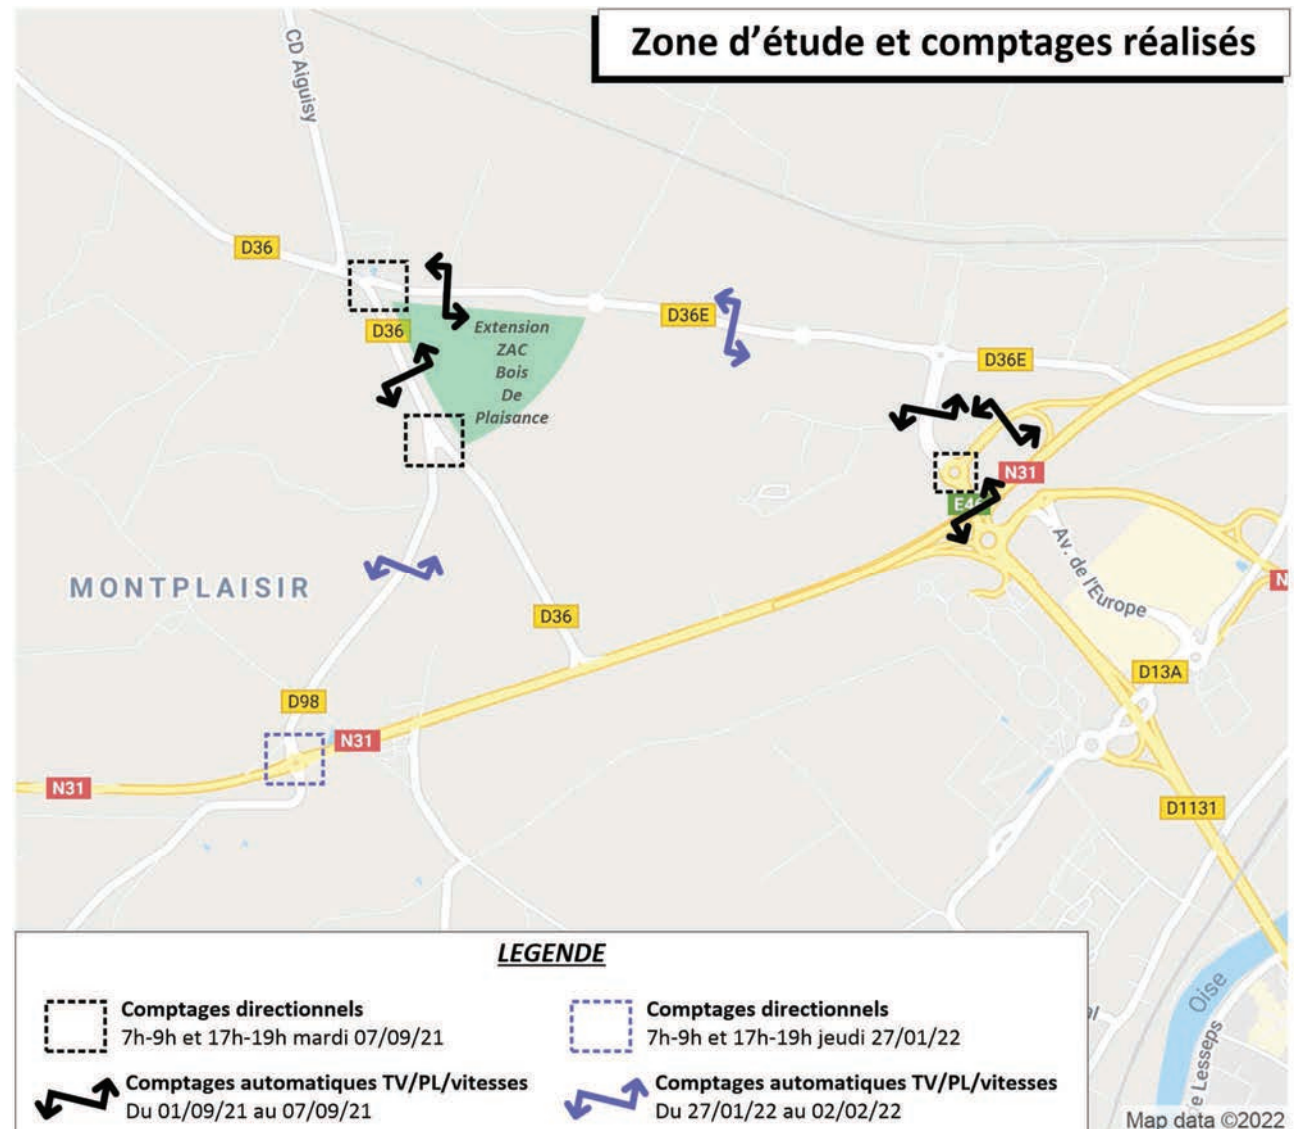 Zone d'étude et comptages réalisés
CD Aiguisy
D36
D36
Extension
ZAC
Bois
De
Plaisance
D36E
D36E
N31
Av. de l'Europe
MONTPLAISIR
D36
D98
N31
N31
D13A
D1131
Oise
de Lesseps
LEGENDE
Comptages directionnels
7h-9h et 17h-19h mardi 07/09/21
Comptages directionnels
7h-9h et 17h-19h jeudi 27/01/22
Comptages automatiques TV/PL/vitesses
Du 01/09/21 au 07/09/21
Comptages automatiques TV/PL/vitesses
Du 27/01/22 au 02/02/22
Map data ©2022